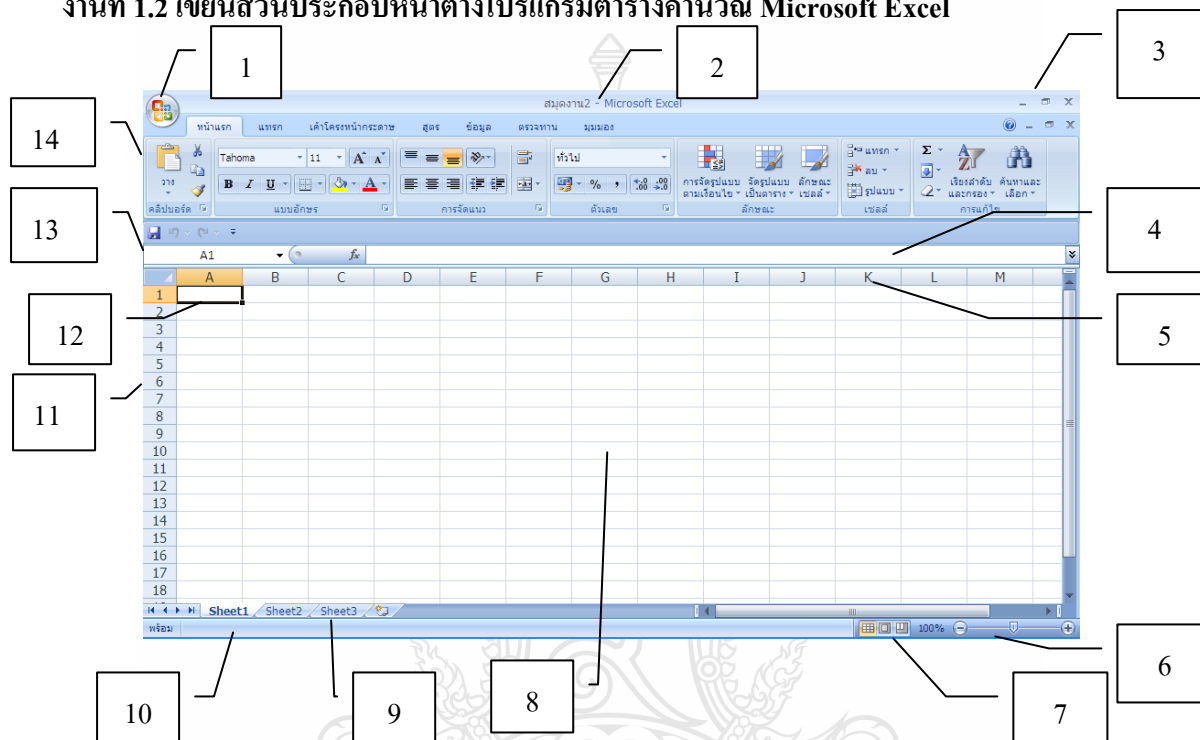 งานที่ 1.2 เขียนส่วนประกอบหน้าต่างโปรแกรมตารางคำนวณ Microsoft Excel
1
2
3
สมุดงาน2 - Microsoft Excel
หน้าแรก แทรก เค้าโครงหน้ากระดาษ สูตร ข้อมูล ตรวจทาน มุมมอง
14
วาง
Tahoma 11
B I U
ทั่วไป
% , .0 .00 .00 .0
การจัดรูปแบบตามเงื่อนไข
จัดรูปแบบเป็นตาราง
ลักษณะเซลล์
แทรก
ลบ
รูปแบบ
Σ
เรียงลำดับและกรอง
ค้นหาและเลือก
คลิปบอร์ด แบบอักษร การจัดแนว ตัวเลข ลักษณะ เซลล์ การแก้ไข
13
4
A1 fx
A B C D E F G H I J K L M
1
2
3
4
5
6
7
8
9
10
11
12
13
14
15
16
17
18
12
5
11
Sheet1 Sheet2 Sheet3
พร้อม 100%
6
10
9
8
7